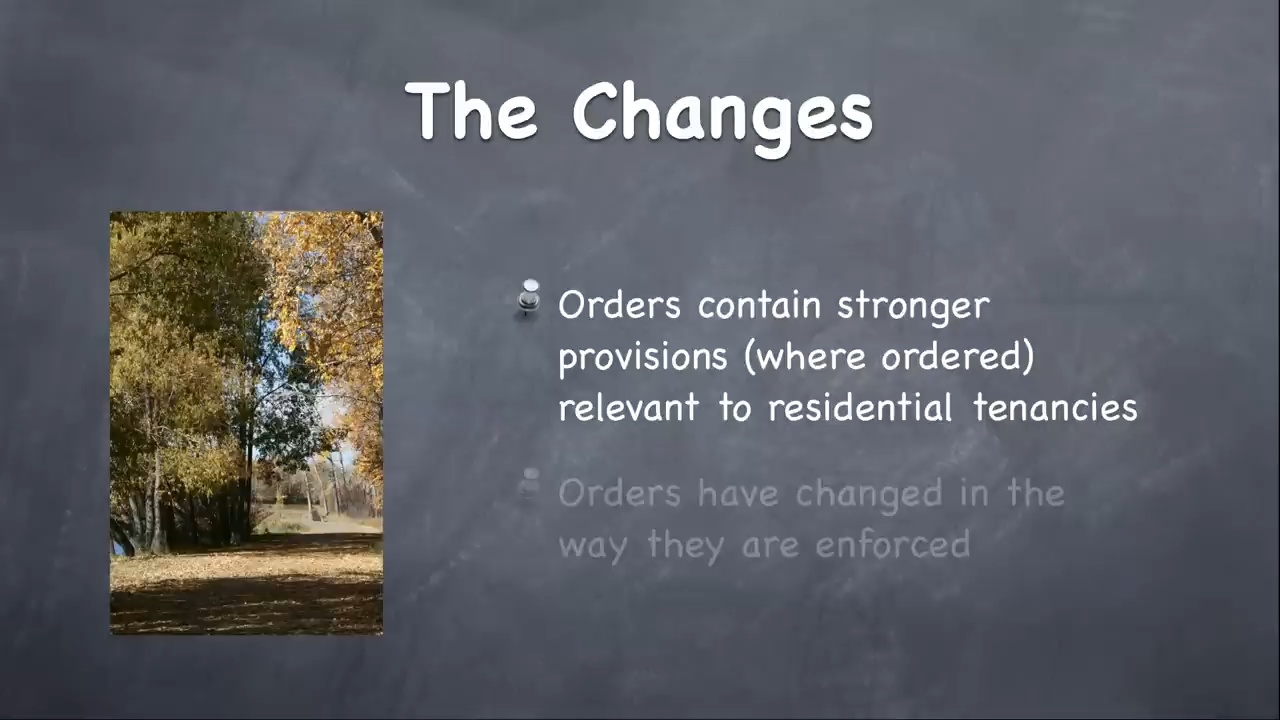 The Changes
Orders contain stronger
provisions (where ordered)
relevant to residential tenancies
Orders have changed in the
way they are enforced